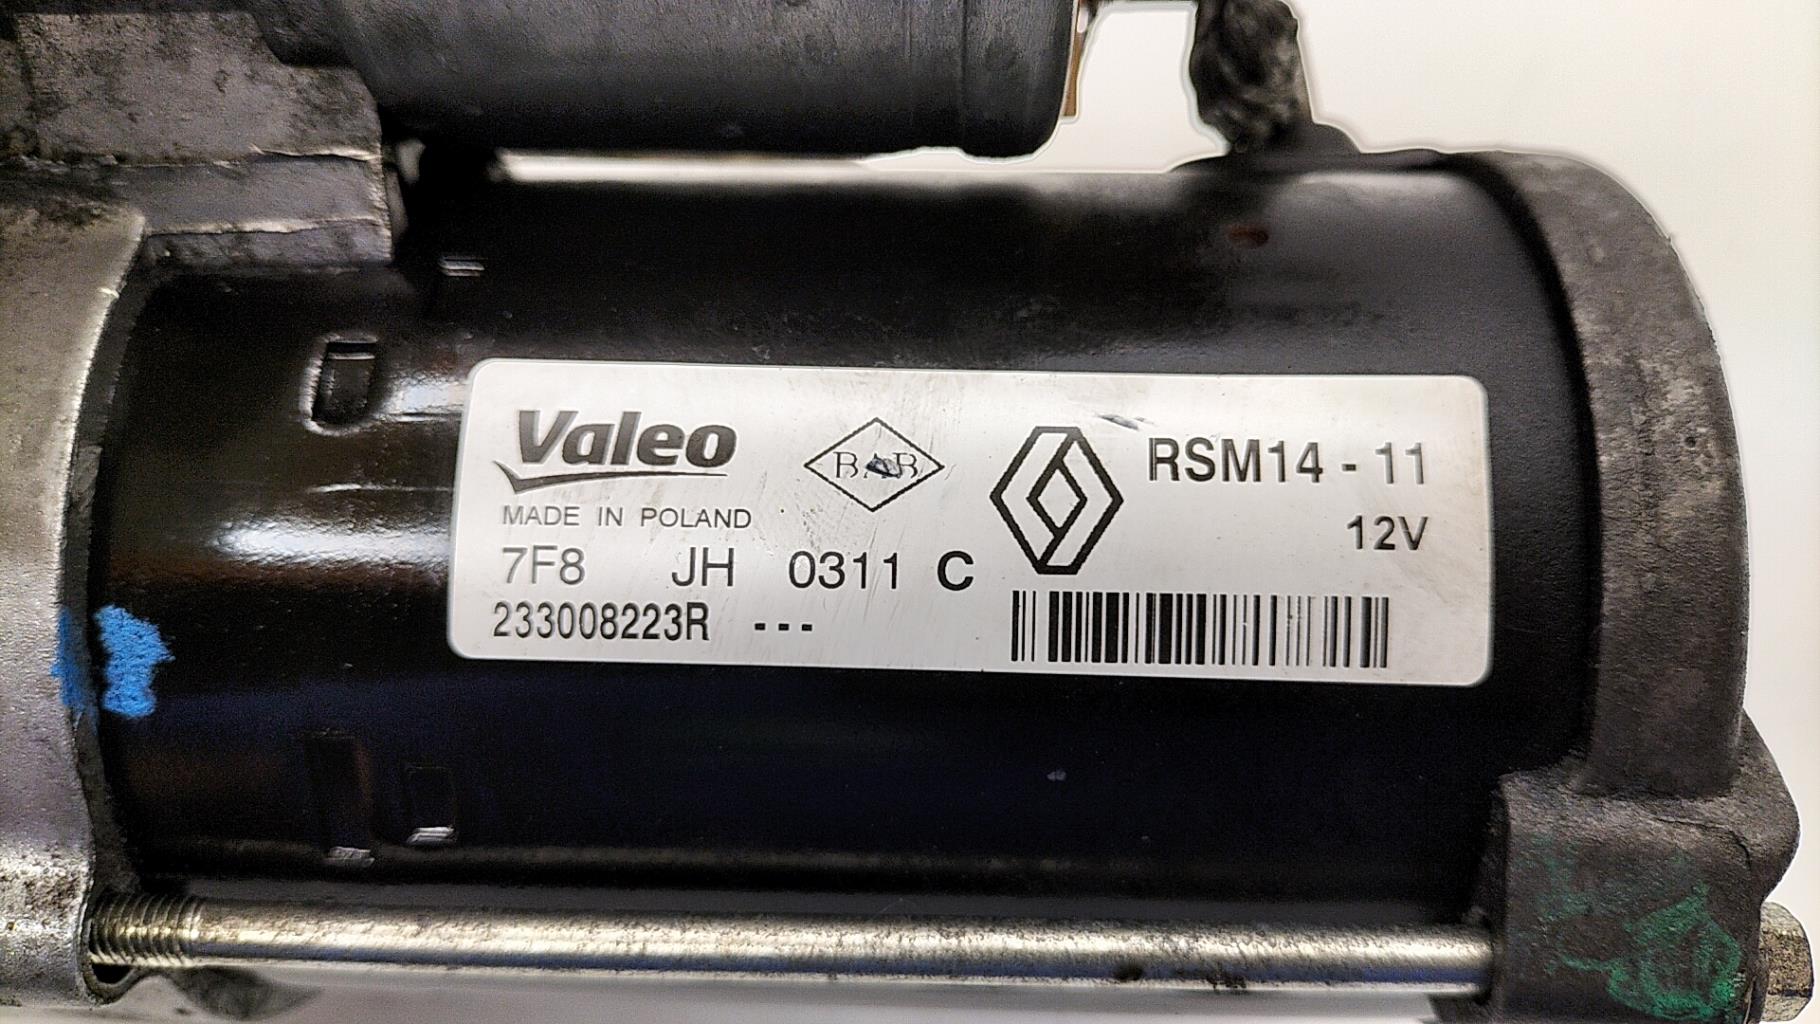 Valeo
MADE IN POLAND
7F8 JH 0311 C
233008223R ---
RSM14 - 11
12V